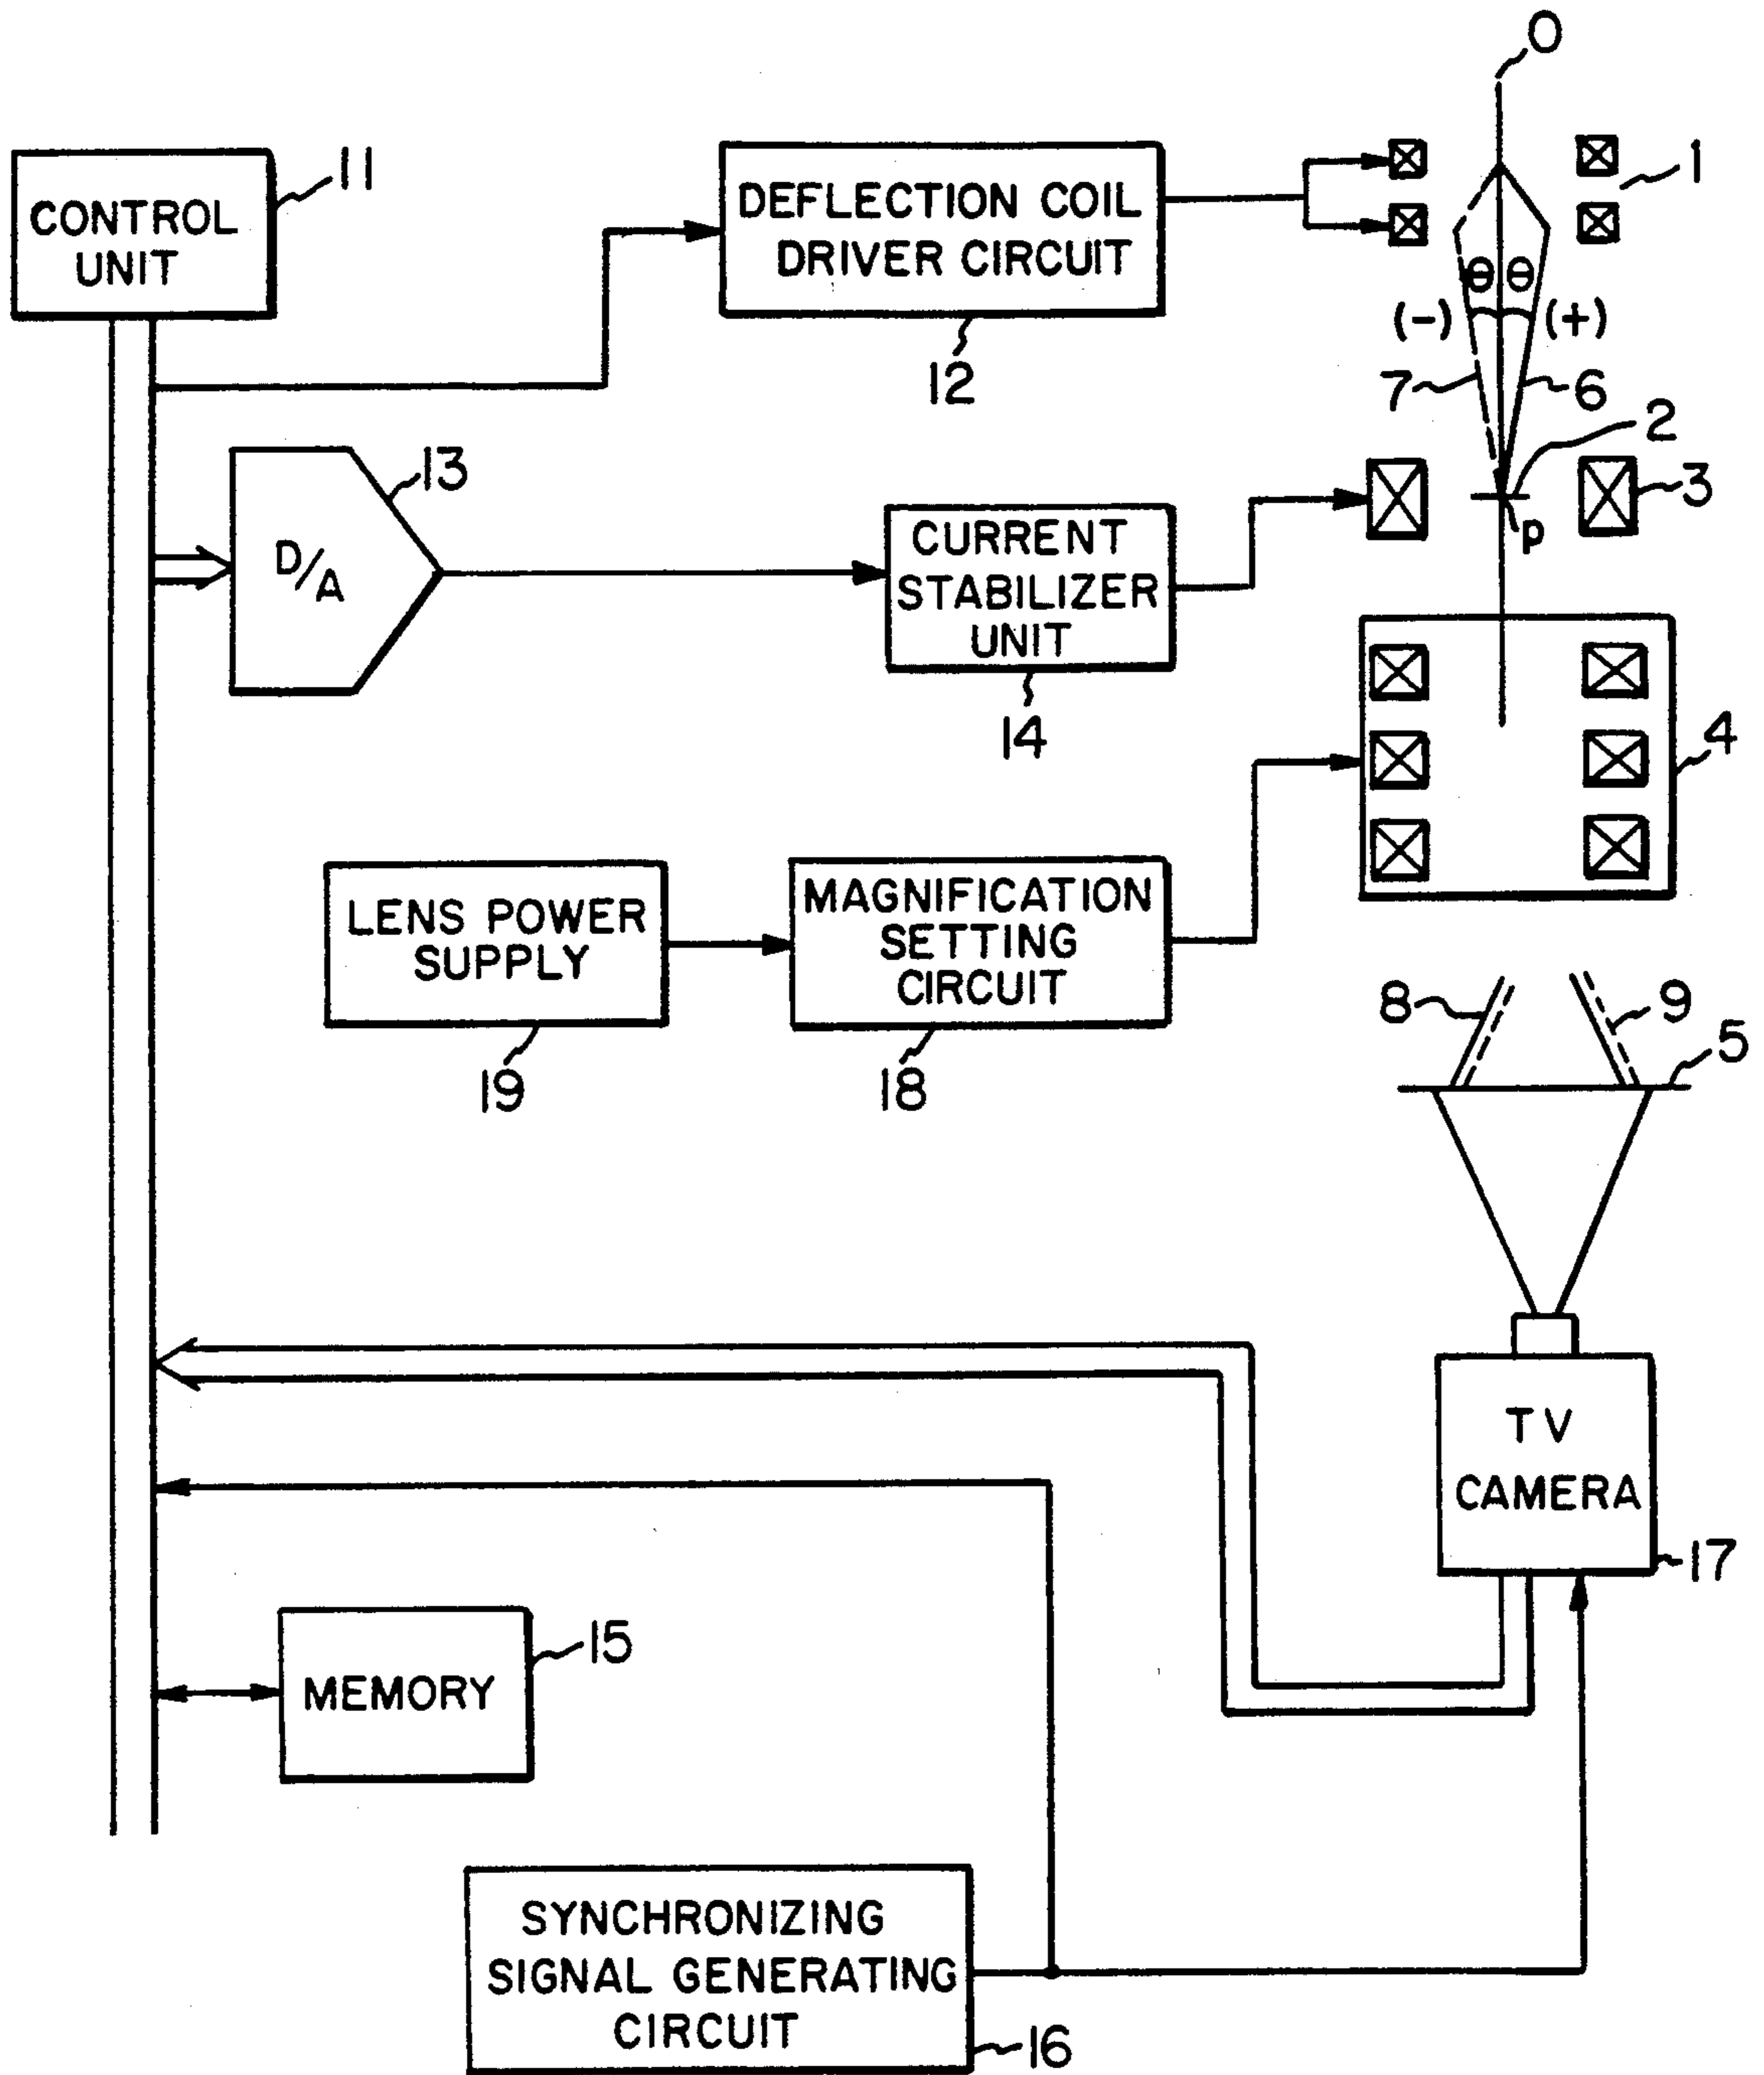 O
11
CONTROL
UNIT
DEFLECTION COIL
DRIVER CIRCUIT
12
1
θ θ
(-) (+)
7 6
2
3
P
13
D/A
CURRENT
STABILIZER
UNIT
14
4
LENS POWER
SUPPLY
19
MAGNIFICATION
SETTING
CIRCUIT
18
8 9
5
TV
CAMERA
17
15
MEMORY
SYNCHRONIZING
SIGNAL GENERATING
CIRCUIT
16